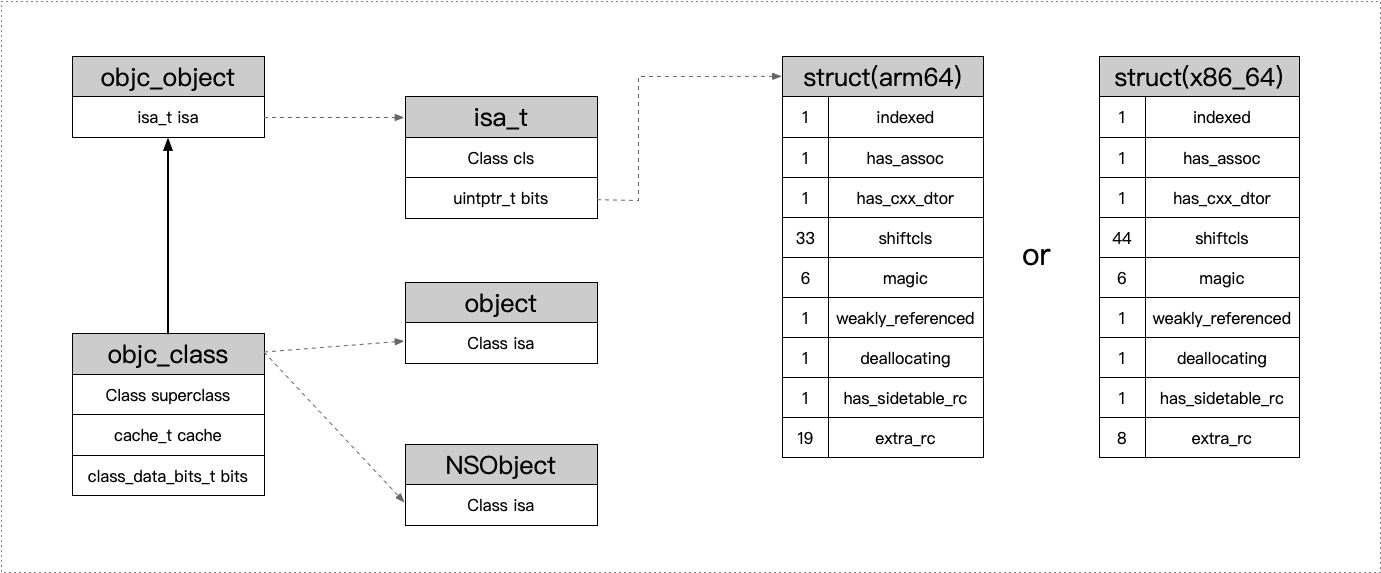 objc_object
isa_t isa
isa_t
Class cls
uintptr_t bits
objc_class
Class superclass
cache_t cache
class_data_bits_t bits
object
Class isa
NSObject
Class isa
struct(arm64)
1 indexed
1 has_assoc
1 has_cxx_dtor
33 shiftcls
6 magic
1 weakly_referenced
1 deallocating
1 has_sidetable_rc
19 extra_rc
or
struct(x86_64)
1 indexed
1 has_assoc
1 has_cxx_dtor
44 shiftcls
6 magic
1 weakly_referenced
1 deallocating
1 has_sidetable_rc
8 extra_rc